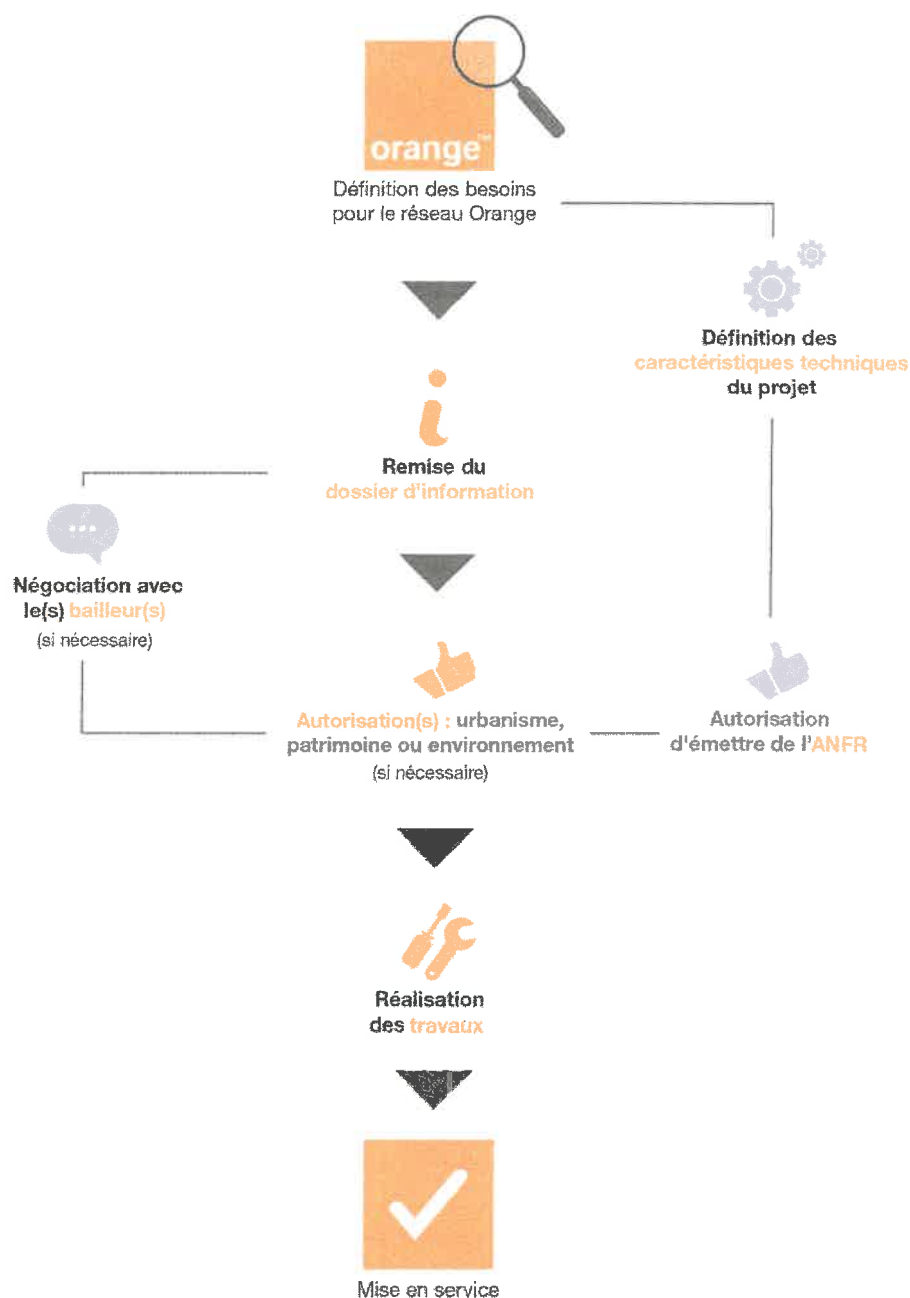 orange™
Définition des besoins
pour le réseau Orange
Définition des
caractéristiques techniques
du projet
Remise du
dossier d'information
Négociation avec
le(s) bailleur(s)
(si nécessaire)
Autorisation(s) : urbanisme,
patrimoine ou environnement
(si nécessaire)
Autorisation
d'émettre de l'ANFR
Réalisation
des travaux
Mise en service